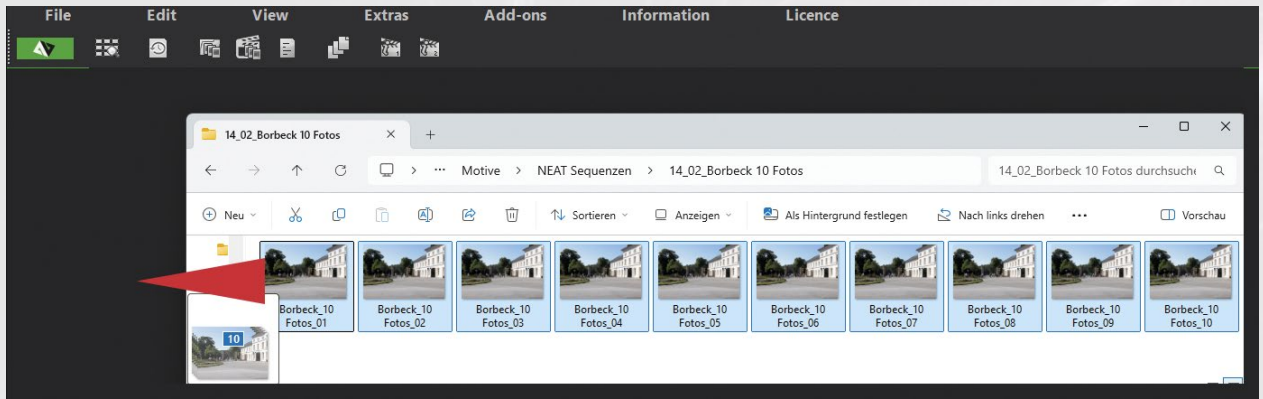 File Edit View Extras Add-ons Information Licence
14_02_Borbeck 10 Fotos
Motive > NEAT Sequenzen > 14_02_Borbeck 10 Fotos
14_02_Borbeck 10 Fotos durchsuche
Neu Sortieren Anzeigen Als Hintergrund festlegen Nach links drehen ... Vorschau
Borbeck_10 Borbeck_10 Borbeck_10 Borbeck_10 Borbeck_10 Borbeck_10 Borbeck_10 Borbeck_10 Borbeck_10 Borbeck_10
Fotos_01 Fotos_02 Fotos_03 Fotos_04 Fotos_05 Fotos_06 Fotos_07 Fotos_08 Fotos_09 Fotos_10
10